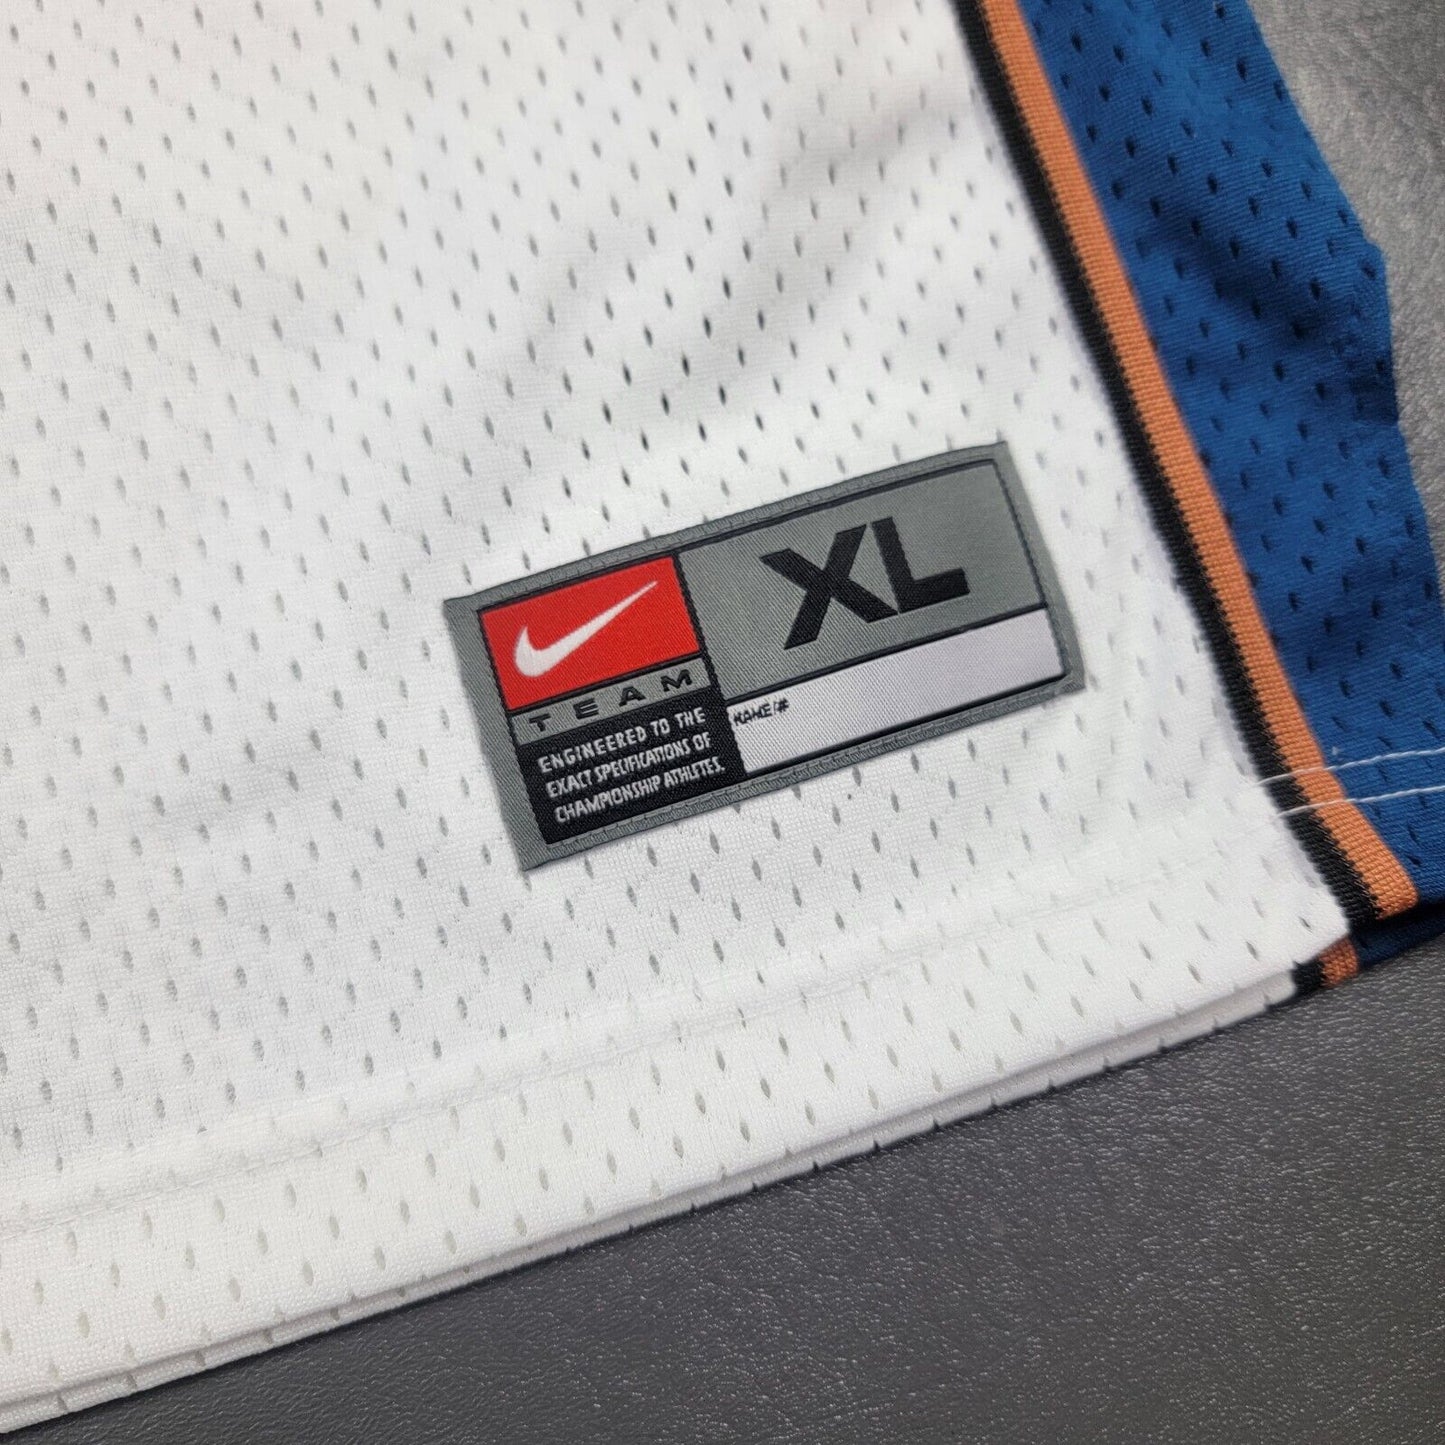 XL
TEAM
NAME/#
ENGINEERED TO THE
EXACT SPECIFICATIONS OF
CHAMPIONSHIP ATHLETES.